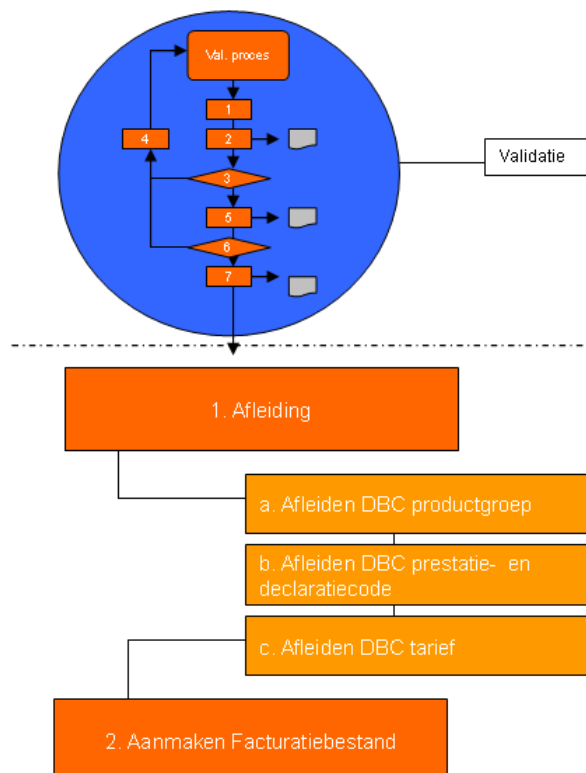 Val. proces
1
4
2
3
5
6
7
Validatie
1. Afleiding
a. Afleiden DBC productgroep
b. Afleiden DBC prestatie- en
declaratiecode
c. Afleiden DBC tarief
2. Aanmaken Facturatiebestand